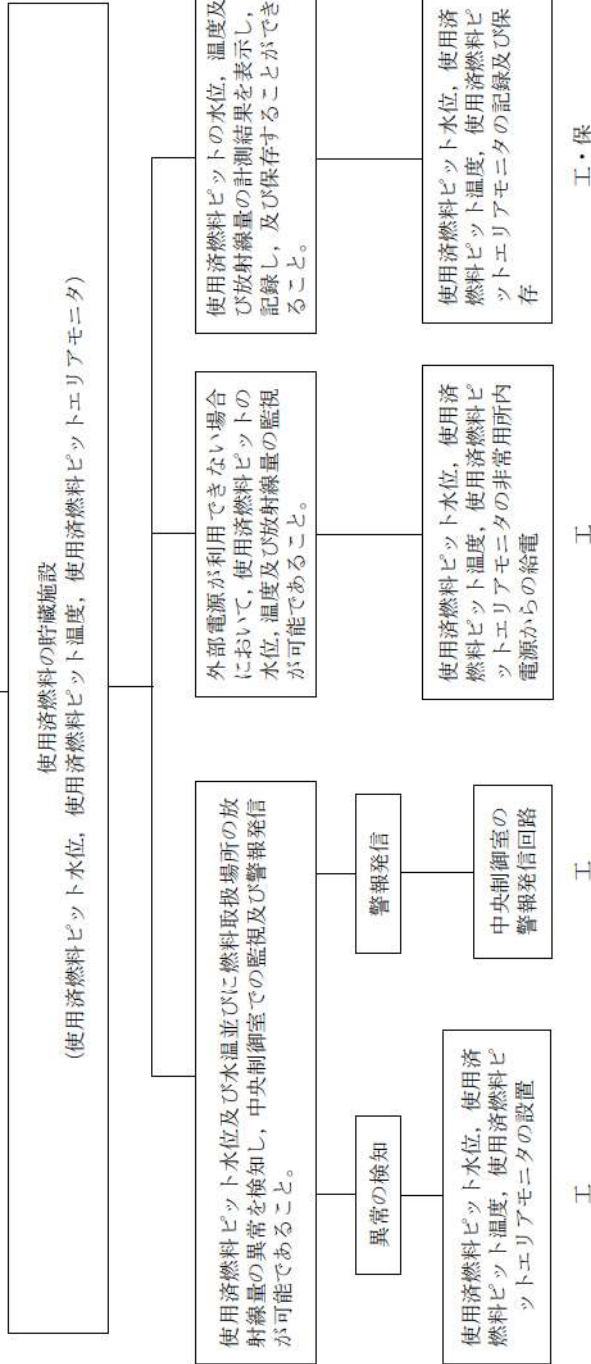 使用済燃料の貯蔵施設
(使用済燃料ピット水位，使用済燃料ピット温度，使用済燃料ピットエリアモニタ)
使用済燃料ピット水位及び水温並びに燃料取扱場所の放
射線量の異常を検知し，中央制御室での監視及び警報発信
が可能であること。
異常の検知
使用済燃料ピット水位，使用済
燃料ピット温度，使用済燃料ピ
ットエリアモニタの設置
工
警報発信
中央制御室の
警報発信回路
工
外部電源が利用できない場合
において，使用済燃料ピットの
水位，温度及び放射線量の監視
が可能であること。
使用済燃料ピット水位，使用済
燃料ピット温度，使用済燃料ピ
ットエリアモニタの非常用所内
電源からの給電
工
使用済燃料ピットの水位，温度及
び放射線量の計測結果を表示し，
記録し，及び保存することができ
ること。
使用済燃料ピット水位，使用済
燃料ピット温度，使用済燃料ピ
ットエリアモニタの記録及び保
存
工・保